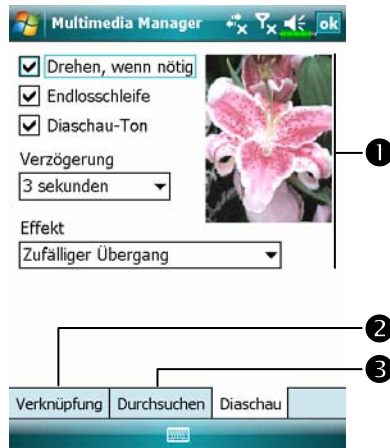 Multimedia Manager ok
Drehen, wenn nötig
Endlosschleife
Diaschau-Ton
Verzögerung
3 sekunden
Effekt
Zufälliger Übergang
1
2
3
Verknüpfung Durchsuchen Diaschau